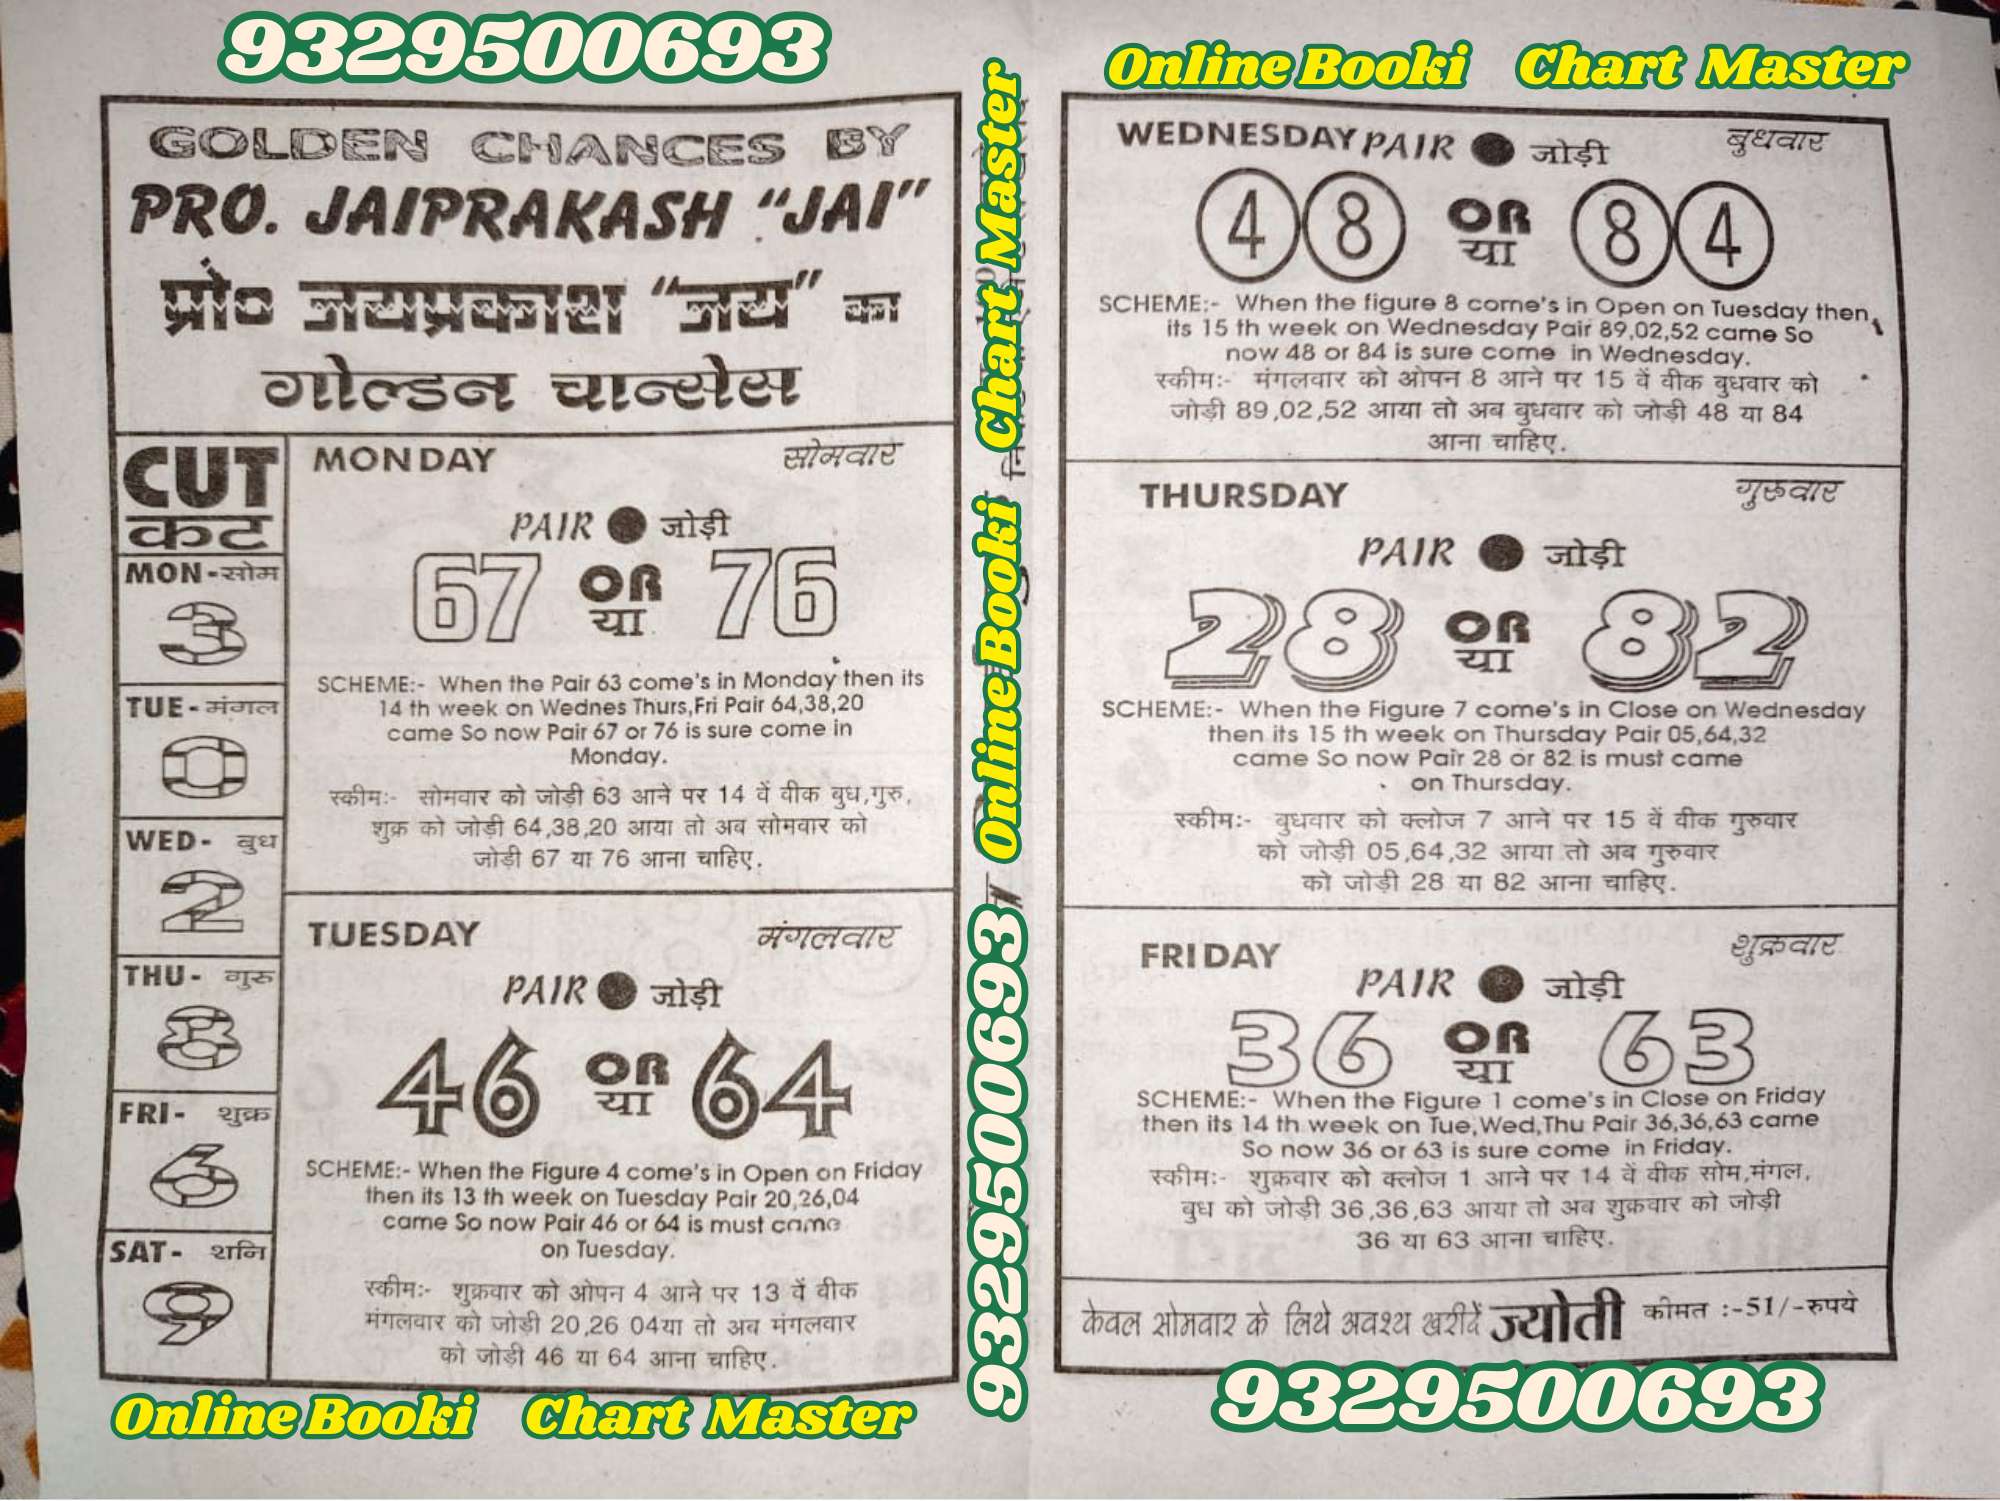 9329500693
Online Booki Chart Master
GOLDEN CHANCES BY
PRO. JAIPRAKASH "JAI"
प्रो० जयप्रकाश "जय" का
गोल्डन चान्सेस
CUT
कट
MON-सोम
3
TUE-मंगल
0
WED- बुध
2
THU- गुरु
8
FRI- शुक्र
6
SAT- शनि
9
MONDAY सोमवार
PAIR ● जोड़ी
67 OR या 76
SCHEME:- When the Pair 63 come's in Monday then its
14 th week on Wednes Thurs,Fri Pair 64,38,20
came So now Pair 67 or 76 is sure come in
Monday.
स्कीमः- सोमवार को जोड़ी 63 आने पर 14 वें वीक बुध,गुरु,
शुक्र को जोड़ी 64,38,20 आया तो अब सोमवार को
जोड़ी 67 या 76 आना चाहिए.
TUESDAY मंगलवार
PAIR ● जोड़ी
46 OR या 64
SCHEME:- When the Figure 4 come's in Open on Friday
then its 13 th week on Tuesday Pair 20,26,04
came So now Pair 46 or 64 is must came
on Tuesday.
स्कीमः- शुक्रवार को ओपन 4 आने पर 13 वें वीक
मंगलवार को जोड़ी 20,26 04या तो अब मंगलवार
को जोड़ी 46 या 64 आना चाहिए.
Online Booki Chart Master
9329500693 Online Booki Chart Master
WEDNESDAY PAIR ● जोड़ी बुधवार
48 OR या 84
SCHEME:- When the figure 8 come's in Open on Tuesday then
its 15 th week on Wednesday Pair 89,02,52 came So
now 48 or 84 is sure come in Wednesday.
स्कीमः- मंगलवार को ओपन 8 आने पर 15 वें वीक बुधवार को
जोड़ी 89,02,52 आया तो अब बुधवार को जोड़ी 48 या 84
आना चाहिए.
THURSDAY गुरुवार
PAIR ● जोड़ी
28 OR या 82
SCHEME:- When the Figure 7 come's in Close on Wednesday
then its 15 th week on Thursday Pair 05,64,32
came So now Pair 28 or 82 is must came
on Thursday.
स्कीमः- बुधवार को क्लोज 7 आने पर 15 वें वीक गुरुवार
को जोड़ी 05,64,32 आया तो अब गुरुवार
को जोड़ी 28 या 82 आना चाहिए.
FRIDAY शुक्रवार
PAIR ● जोड़ी
36 OR या 63
SCHEME:- When the Figure 1 come's in Close on Friday
then its 14 th week on Tue,Wed,Thu Pair 36,36,63 came
So now 36 or 63 is sure come in Friday.
स्कीमः- शुक्रवार को क्लोज 1 आने पर 14 वें वीक सोम,मंगल,
बुध को जोड़ी 36,36,63 आया तो अब शुक्रवार को जोड़ी
36 या 63 आना चाहिए.
केवल सोमवार के लिये अवश्य खरीदें ज्योती कीमत :-51/-रुपये
9329500693